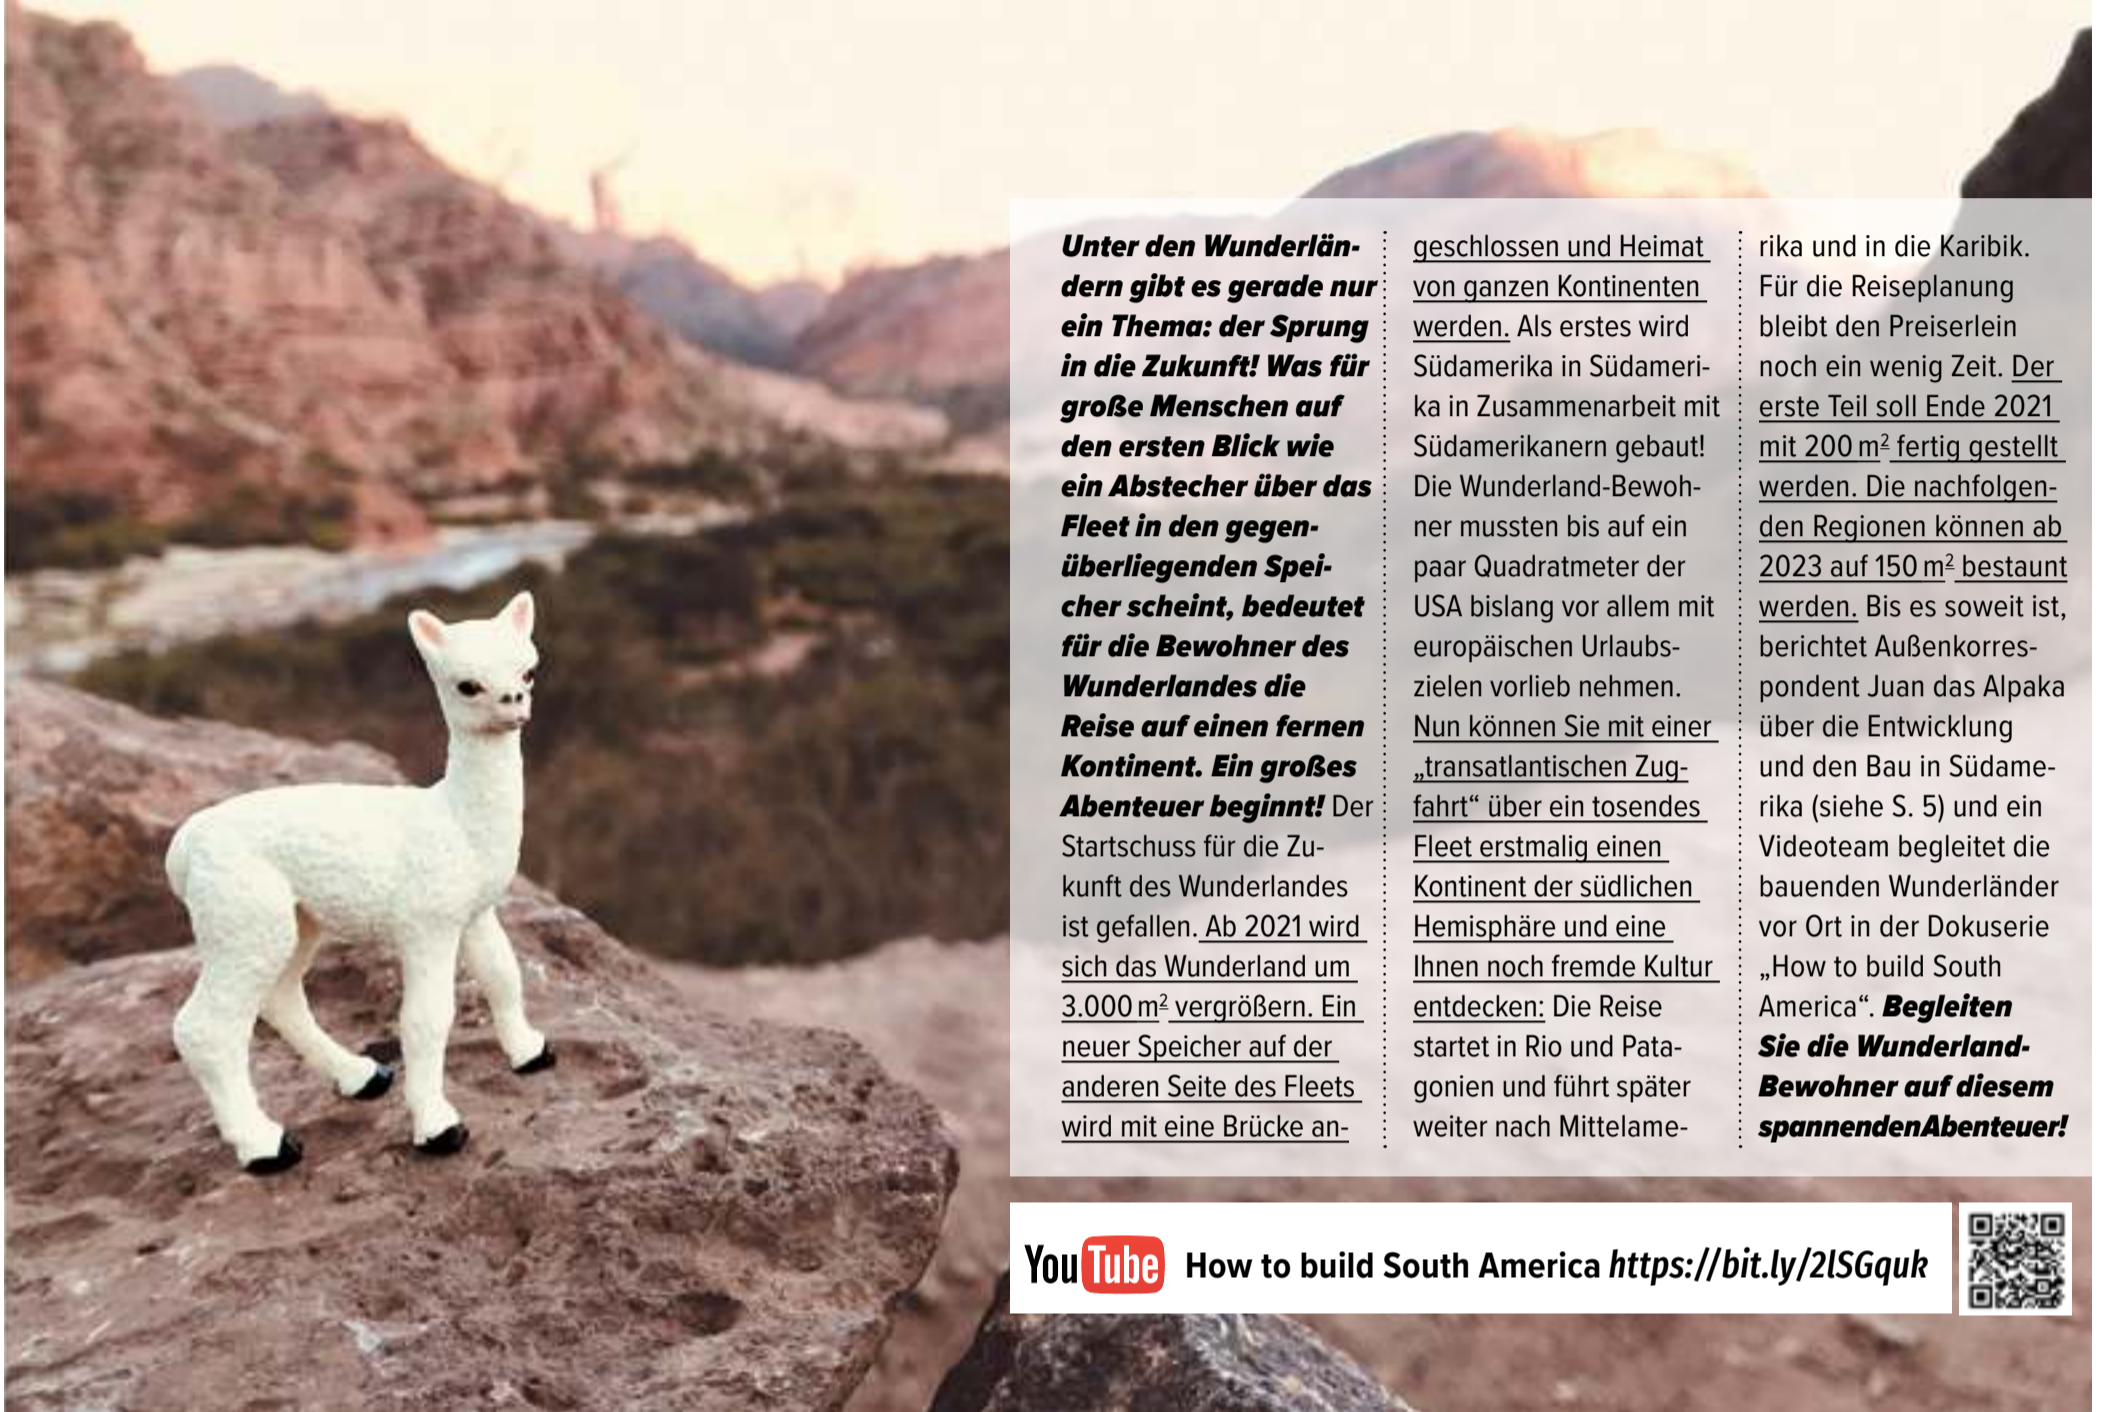 Unter den Wunderlän-
dern gibt es gerade nur
ein Thema: der Sprung
in die Zukunft! Was für
große Menschen auf
den ersten Blick wie
ein Abstecher über das
Fleet in den gegen-
überliegenden Spei-
cher scheint, bedeutet
für die Bewohner des
Wunderlandes die
Reise auf einen fernen
Kontinent. Ein großes
Abenteuer beginnt! Der
Startschuss für die Zu-
kunft des Wunderlandes
ist gefallen. Ab 2021 wird
sich das Wunderland um
3.000 m² vergrößern. Ein
neuer Speicher auf der
anderen Seite des Fleets
wird mit eine Brücke an-
geschlossen und Heimat
von ganzen Kontinenten
werden. Als erstes wird
Südamerika in Südameri-
ka in Zusammenarbeit mit
Südamerikanern gebaut!
Die Wunderland-Bewoh-
ner mussten bis auf ein
paar Quadratmeter der
USA bislang vor allem mit
europäischen Urlaubs-
zielen vorlieb nehmen.
Nun können Sie mit einer
„transatlantischen Zug-
fahrt“ über ein tosendes
Fleet erstmalig einen
Kontinent der südlichen
Hemisphäre und eine
Ihnen noch fremde Kultur
entdecken: Die Reise
startet in Rio und Pata-
gonien und führt später
weiter nach Mittelame-
rika und in die Karibik.
Für die Reiseplanung
bleibt den Preiserlein
noch ein wenig Zeit. Der
erste Teil soll Ende 2021
mit 200 m² fertig gestellt
werden. Die nachfolgen-
den Regionen können ab
2023 auf 150 m² bestaunt
werden. Bis es soweit ist,
berichtet Außenkorres-
pondent Juan das Alpaka
über die Entwicklung
und den Bau in Südame-
rika (siehe S. 5) und ein
Videoteam begleitet die
bauenden Wunderländer
vor Ort in der Dokuserie
„How to build South
America“. Begleiten
Sie die Wunderland-
Bewohner auf diesem
spannendenAbenteuer!
YouTube How to build South America https://bit.ly/2lSGquk